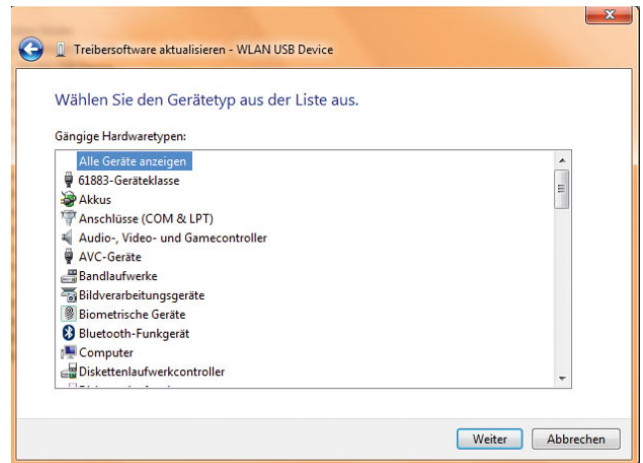 Treibersoftware aktualisieren - WLAN USB Device
Wählen Sie den Gerätetyp aus der Liste aus.
Gängige Hardwaretypen:
Alle Geräte anzeigen
61883-Geräteklasse
Akkus
Anschlüsse (COM & LPT)
Audio-, Video- und Gamecontroller
AVC-Geräte
Bandlaufwerke
Bildverarbeitungsgeräte
Biometrische Geräte
Bluetooth-Funkgerät
Computer
Diskettenlaufwerkcontroller
Weiter
Abbrechen